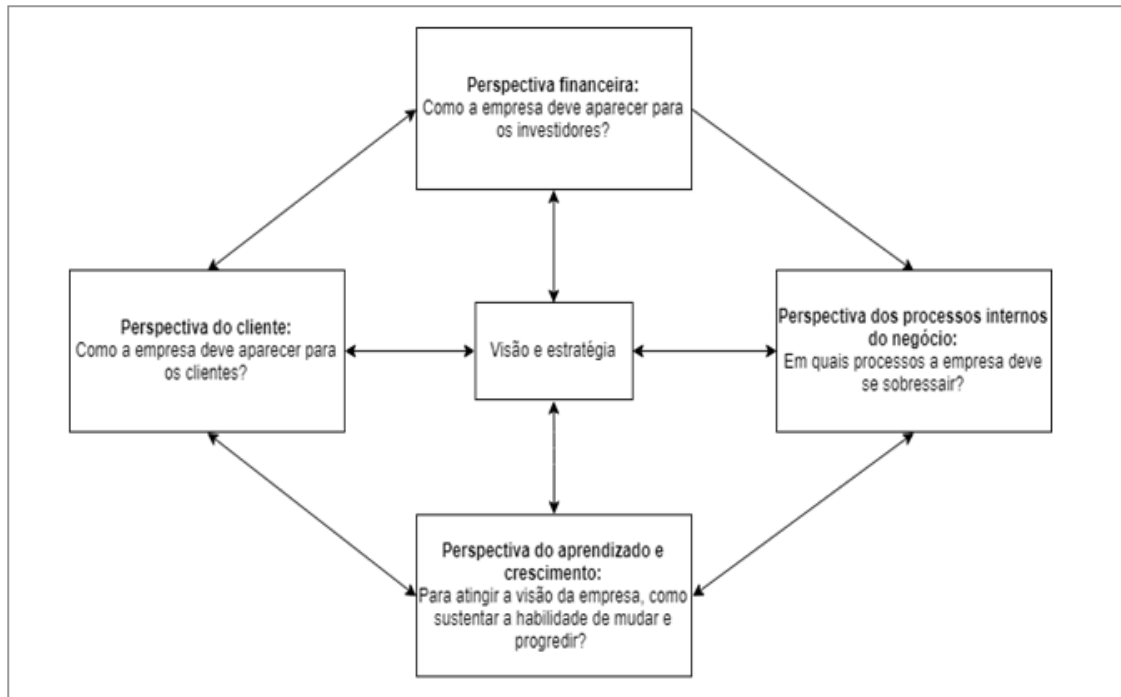 Perspectiva financeira:
Como a empresa deve aparecer para
os investidores?
Perspectiva do cliente:
Como a empresa deve aparecer para
os clientes?
Visão e estratégia
Perspectiva dos processos internos
do negócio:
Em quais processos a empresa deve
se sobressair?
Perspectiva do aprendizado e
crescimento:
Para atingir a visão da empresa, como
sustentar a habilidade de mudar e
progredir?